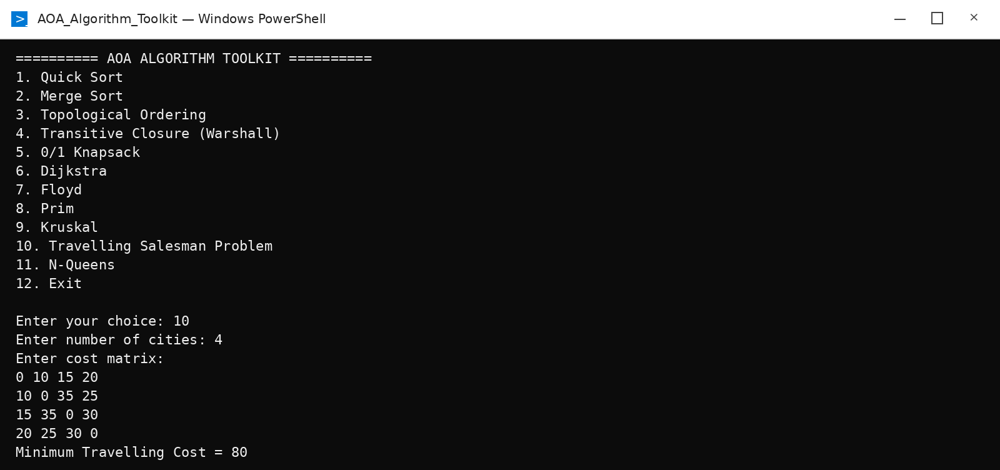 AOA_Algorithm_Toolkit — Windows PowerShell
========== AOA ALGORITHM TOOLKIT ==========
1. Quick Sort
2. Merge Sort
3. Topological Ordering
4. Transitive Closure (Warshall)
5. 0/1 Knapsack
6. Dijkstra
7. Floyd
8. Prim
9. Kruskal
10. Travelling Salesman Problem
11. N-Queens
12. Exit
Enter your choice: 10
Enter number of cities: 4
Enter cost matrix:
0 10 15 20
10 0 35 25
15 35 0 30
20 25 30 0
Minimum Travelling Cost = 80